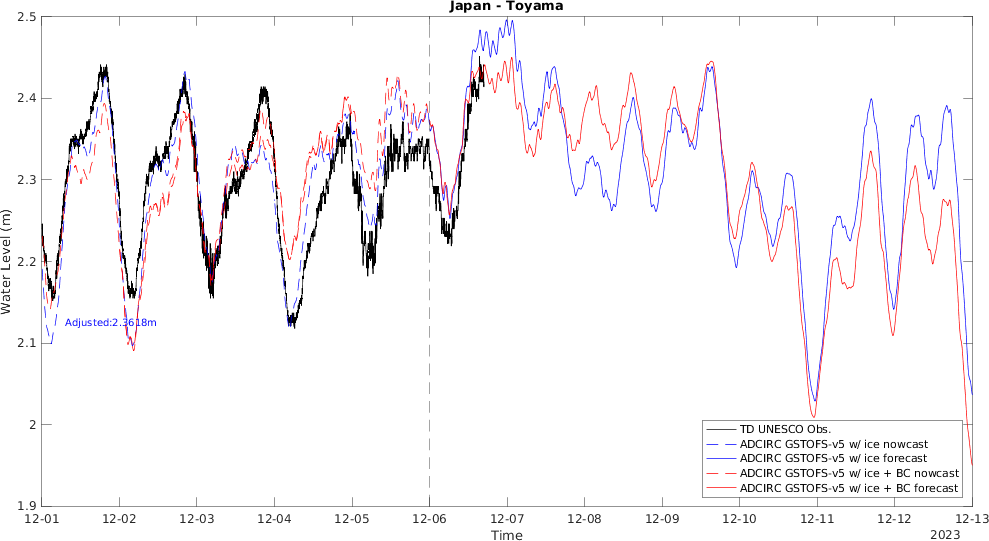 Japan - Toyama
2.5
2.4
2.3
2.2
2.1
2
1.9
Water Level (m)
Adjusted:2.3618m
TD UNESCO Obs.
ADCIRC GSTOFS-v5 w/ ice nowcast
ADCIRC GSTOFS-v5 w/ ice forecast
ADCIRC GSTOFS-v5 w/ ice + BC nowcast
ADCIRC GSTOFS-v5 w/ ice + BC forecast
12-01 12-02 12-03 12-04 12-05 12-06 12-07 12-08 12-09 12-10 12-11 12-12 12-13
Time
2023